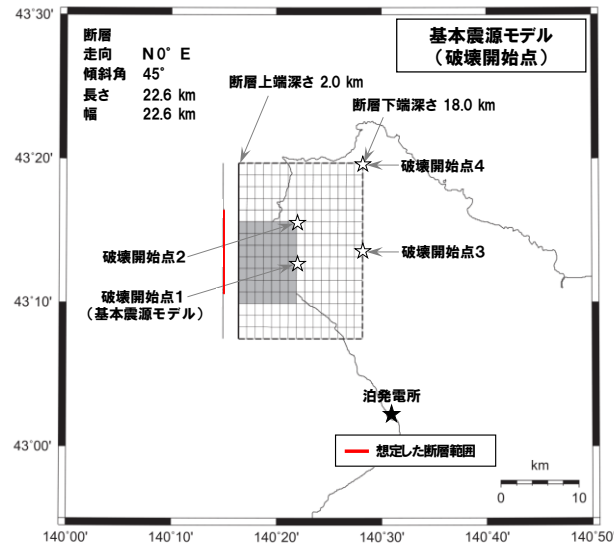 基本震源モデル
（破壊開始点）
断層
走向 N 0° E
傾斜角 45°
長さ 22.6 km
幅 22.6 km
断層上端深さ 2.0 km
断層下端深さ 18.0 km
破壊開始点4
破壊開始点2
破壊開始点3
破壊開始点1
（基本震源モデル）
泊発電所
想定した断層範囲
km
0 10
43°30'
43°20'
43°10'
43°00'
140°00' 140°10' 140°20' 140°30' 140°40' 140°50'